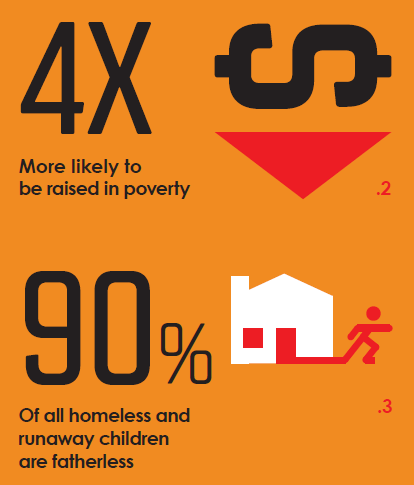 4X
$
More likely to
be raised in poverty
.2
90%
.3
Of all homeless and
runaway children
are fatherless